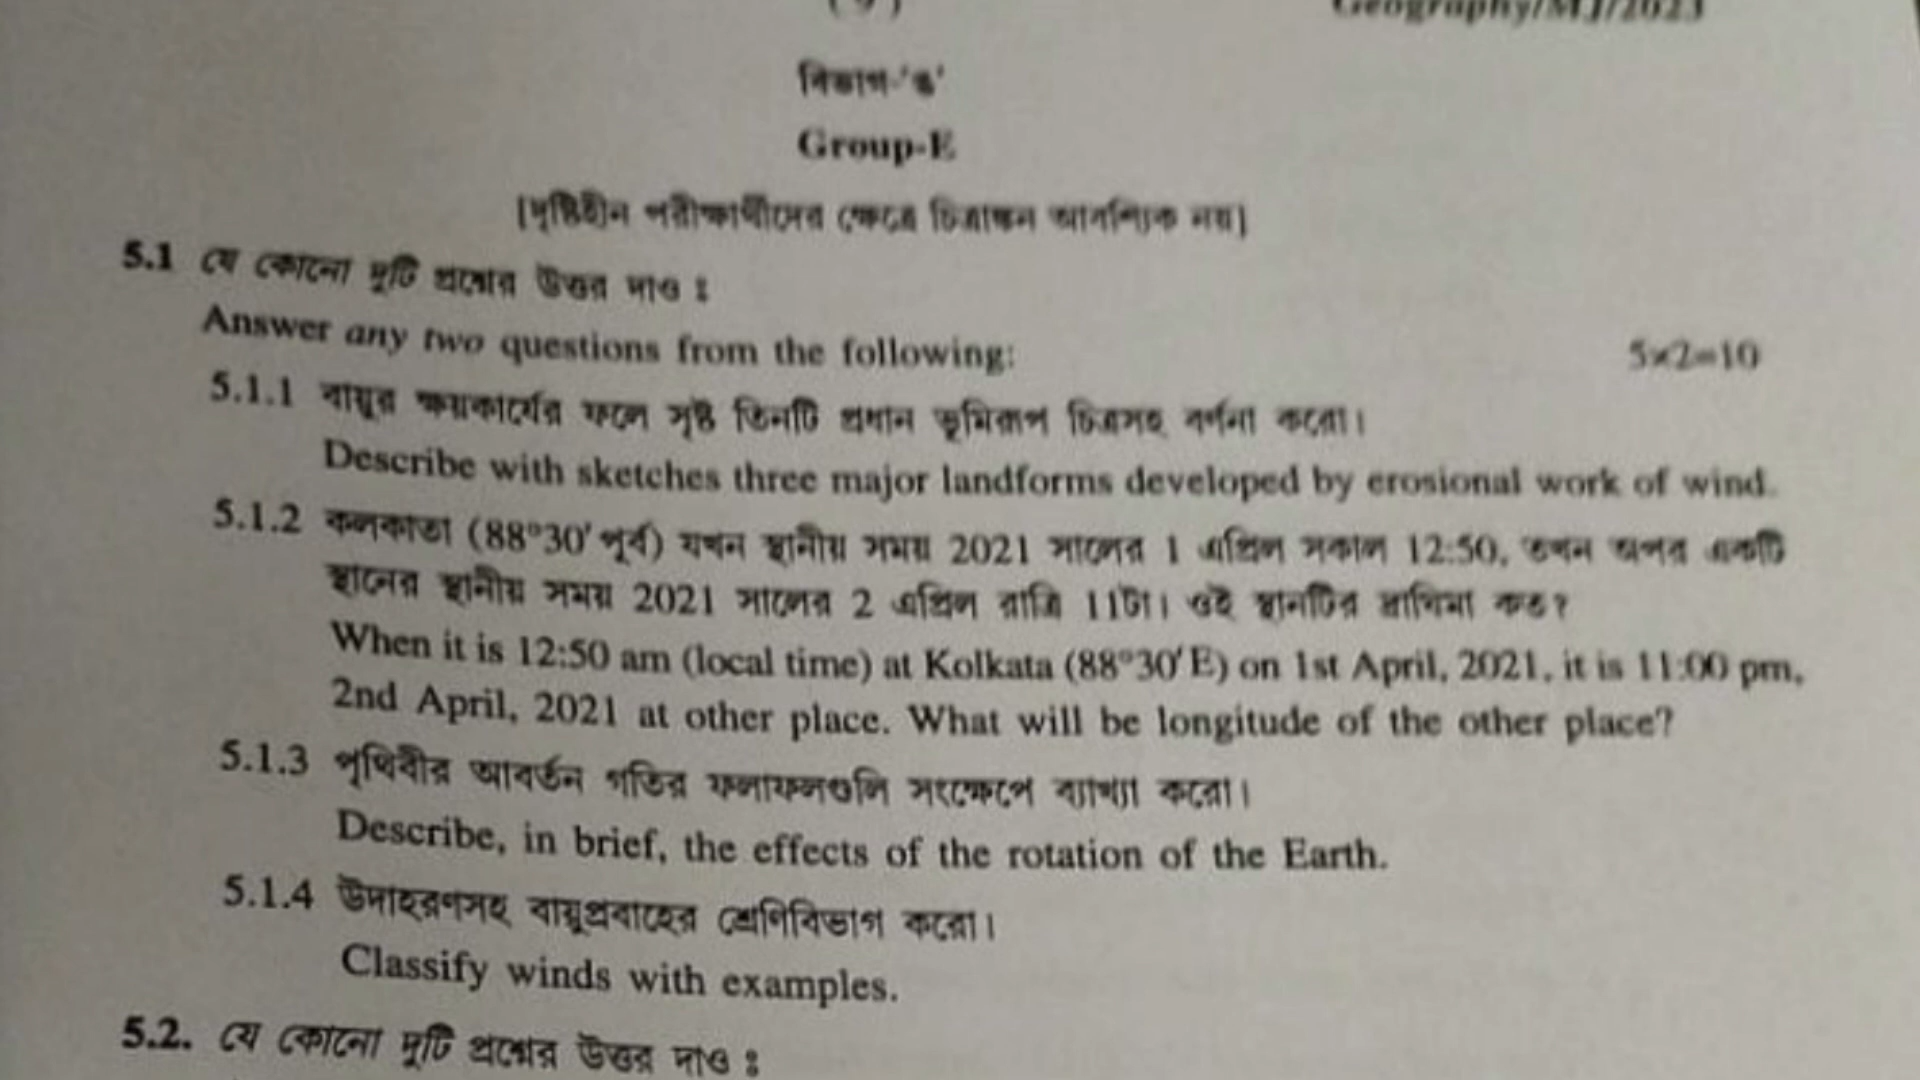 Geography/MJ/2023
বিভাগ-'ঙ'
Group-E
[দৃষ্টিহীন পরীক্ষার্থীদের ক্ষেত্রে চিত্রাঙ্কন আবশ্যিক নয়]
5.1 যে কোনো দুটি প্রশ্নের উত্তর দাও ঃ
Answer any two questions from the following: 5×2=10
5.1.1 বায়ুর ক্ষয়কার্যের ফলে সৃষ্ট তিনটি প্রধান ভূমিরূপ চিত্রসহ বর্ণনা করো।
Describe with sketches three major landforms developed by erosional work of wind.
5.1.2 কলকাতা (88°30′ পূর্ব) যখন স্থানীয় সময় 2021 সালের 1 এপ্রিল সকাল 12:50, তখন অপর একটি
স্থানের স্থানীয় সময় 2021 সালের 2 এপ্রিল রাত্রি 11টা। ওই স্থানটির দ্রাঘিমা কত?
When it is 12:50 am (local time) at Kolkata (88°30′E) on 1st April, 2021, it is 11:00 pm,
2nd April, 2021 at other place. What will be longitude of the other place?
5.1.3 পৃথিবীর আবর্তন গতির ফলাফলগুলি সংক্ষেপে ব্যাখ্যা করো।
Describe, in brief, the effects of the rotation of the Earth.
5.1.4 উদাহরণসহ বায়ুপ্রবাহের শ্রেণিবিভাগ করো।
Classify winds with examples.
5.2. যে কোনো দুটি প্রশ্নের উত্তর দাও ঃ